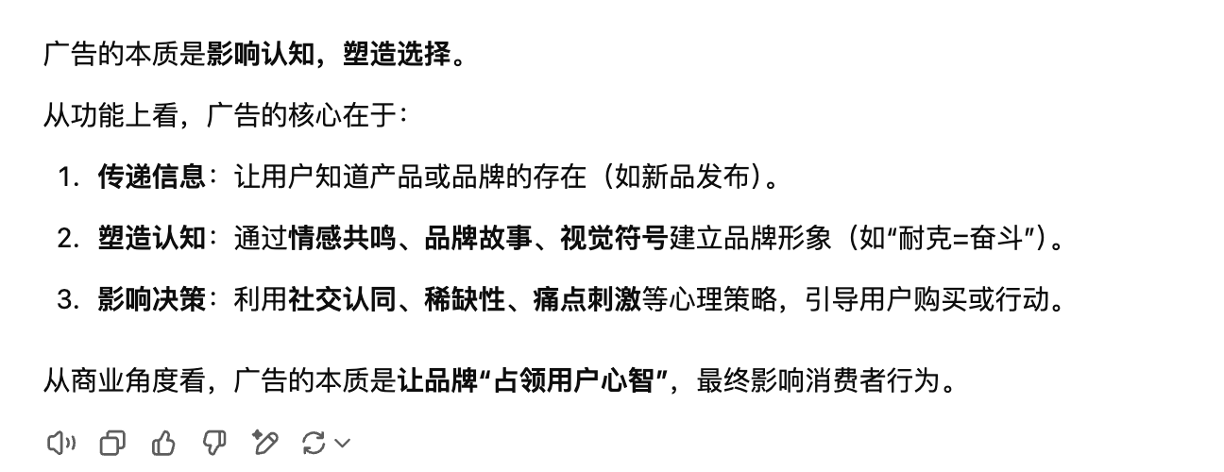 广告的本质是影响认知，塑造选择。
从功能上看，广告的核心在于：
1. 传递信息：让用户知道产品或品牌的存在（如新品发布）。
2. 塑造认知：通过情感共鸣、品牌故事、视觉符号建立品牌形象（如“耐克=奋斗”）。
3. 影响决策：利用社交认同、稀缺性、痛点刺激等心理策略，引导用户购买或行动。
从商业角度看，广告的本质是让品牌“占领用户心智”，最终影响消费者行为。